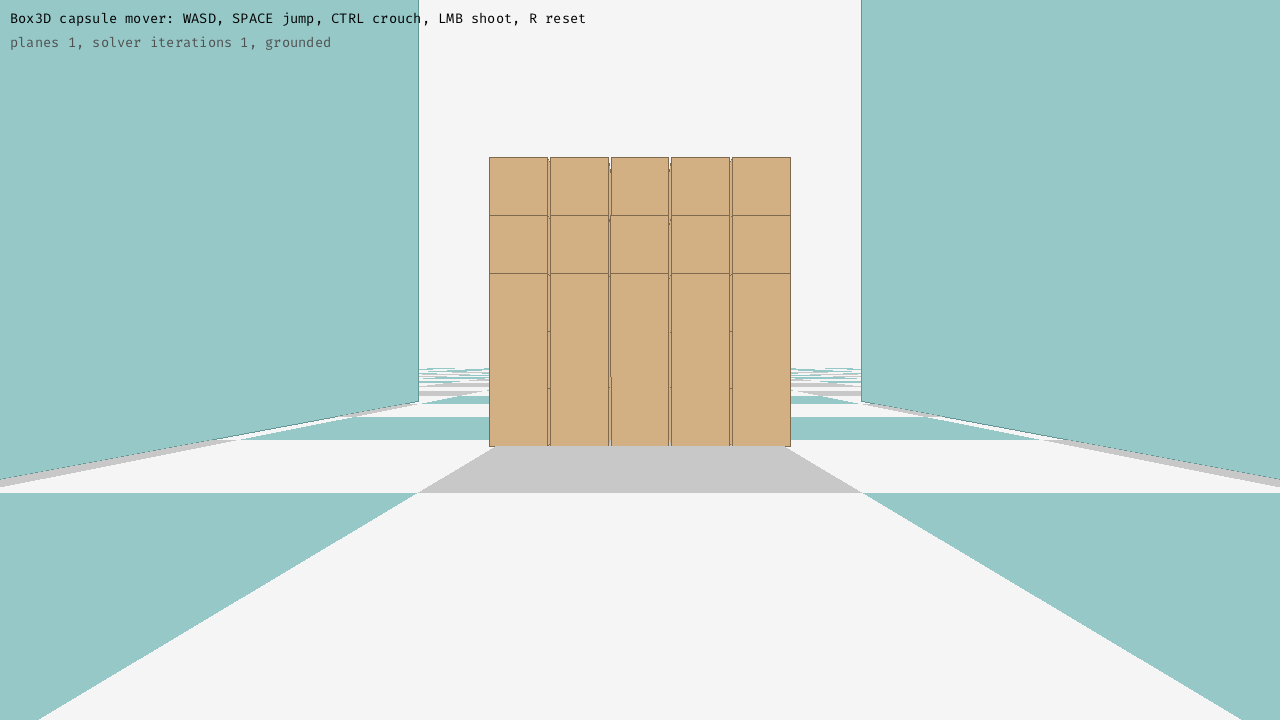 Box3D capsule mover: WASD, SPACE jump, CTRL crouch, LMB shoot, R reset
planes 1, solver iterations 1, grounded